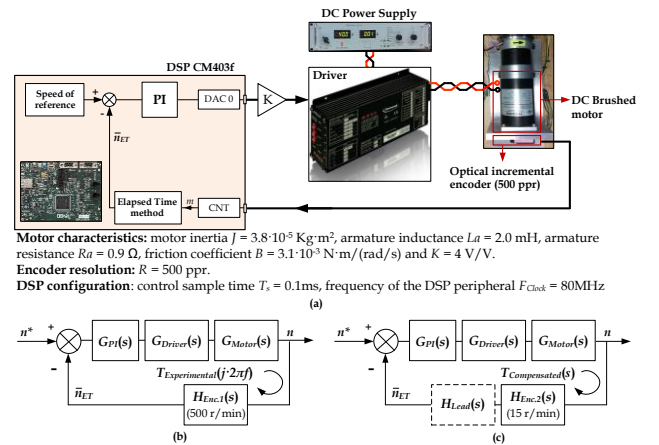 DC Power Supply
DSP CM403f
Driver
Speed of
reference
+
-
PI
DAC 0
K
n̅ET
DC Brushed
motor
Optical incremental
encoder (500 ppr)
Elapsed Time
method
m
CNT
Motor characteristics: motor inertia J = 3.8·10⁻⁵ Kg·m², armature inductance La = 2.0 mH, armature
resistance Ra = 0.9 Ω, friction coefficient B = 3.1·10⁻³ N·m/(rad/s) and K = 4 V/V.
Encoder resolution: R = 500 ppr.
DSP configuration: control sample time Ts = 0.1ms, frequency of the DSP peripheral FClock = 80MHz
(a)
n*
+
-
GPI(s)
GDriver(s)
GMotor(s)
n
TExperimental(j·2πf)
n̅ET
HEnc.1(s)
(500 r/min)
(b)
n*
+
-
GPI(s)
GDriver(s)
GMotor(s)
n
TCompensated(s)
n̅ET
HLead(s)
HEnc.2(s)
(15 r/min)
(c)